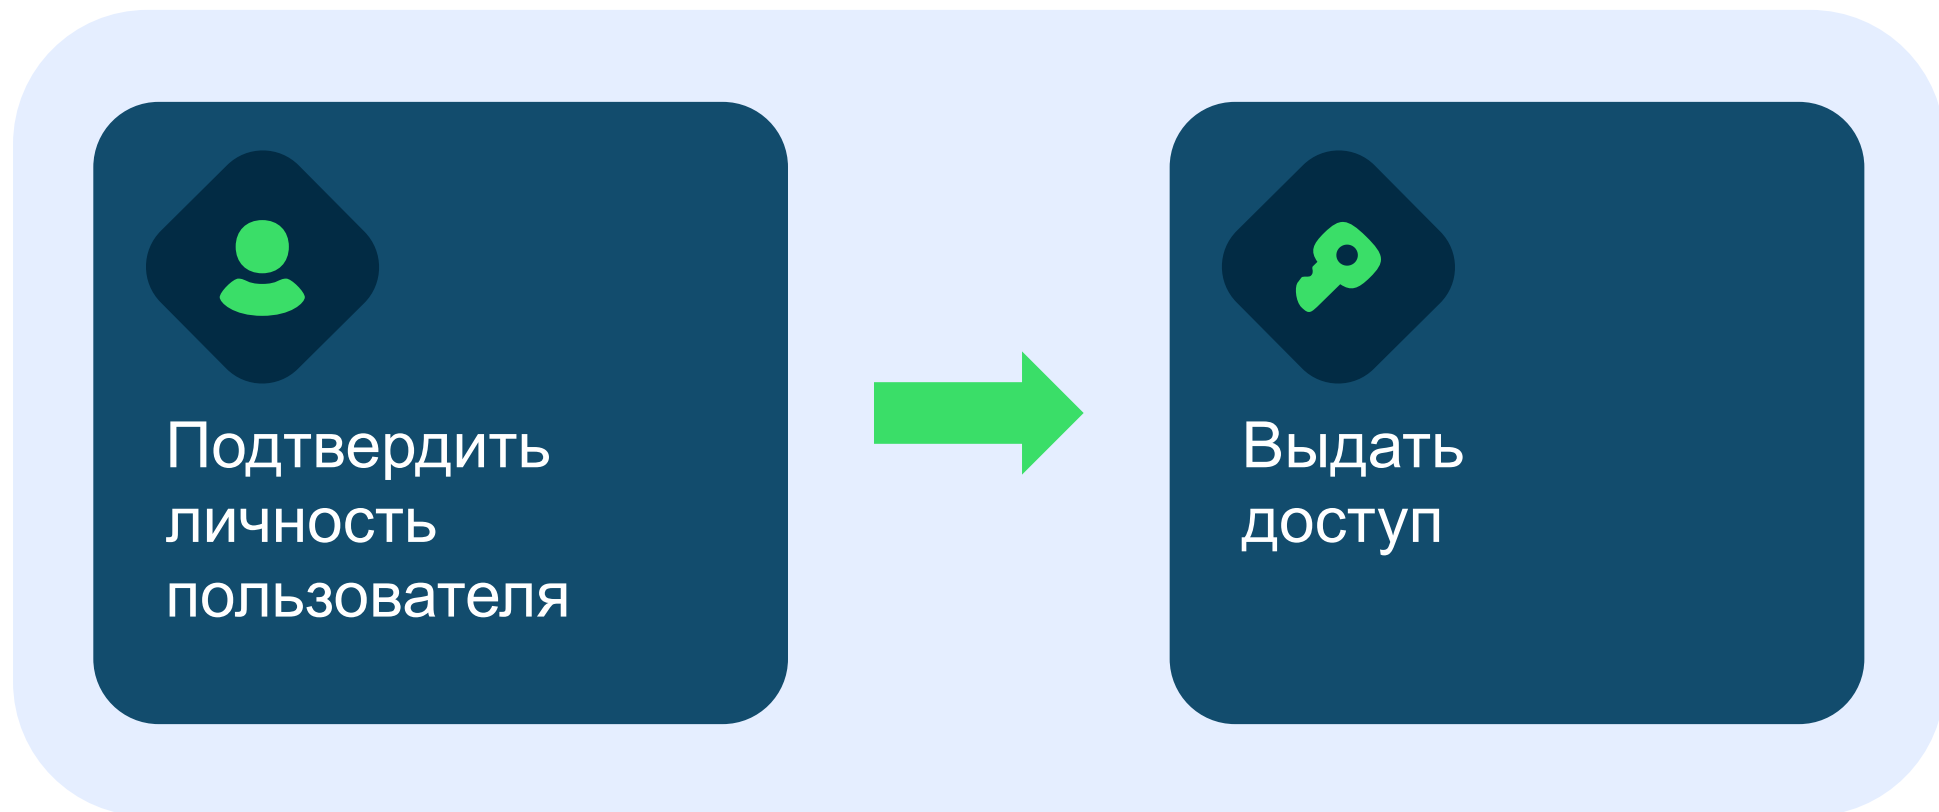 Подтвердить
личность
пользователя
Выдать
доступ